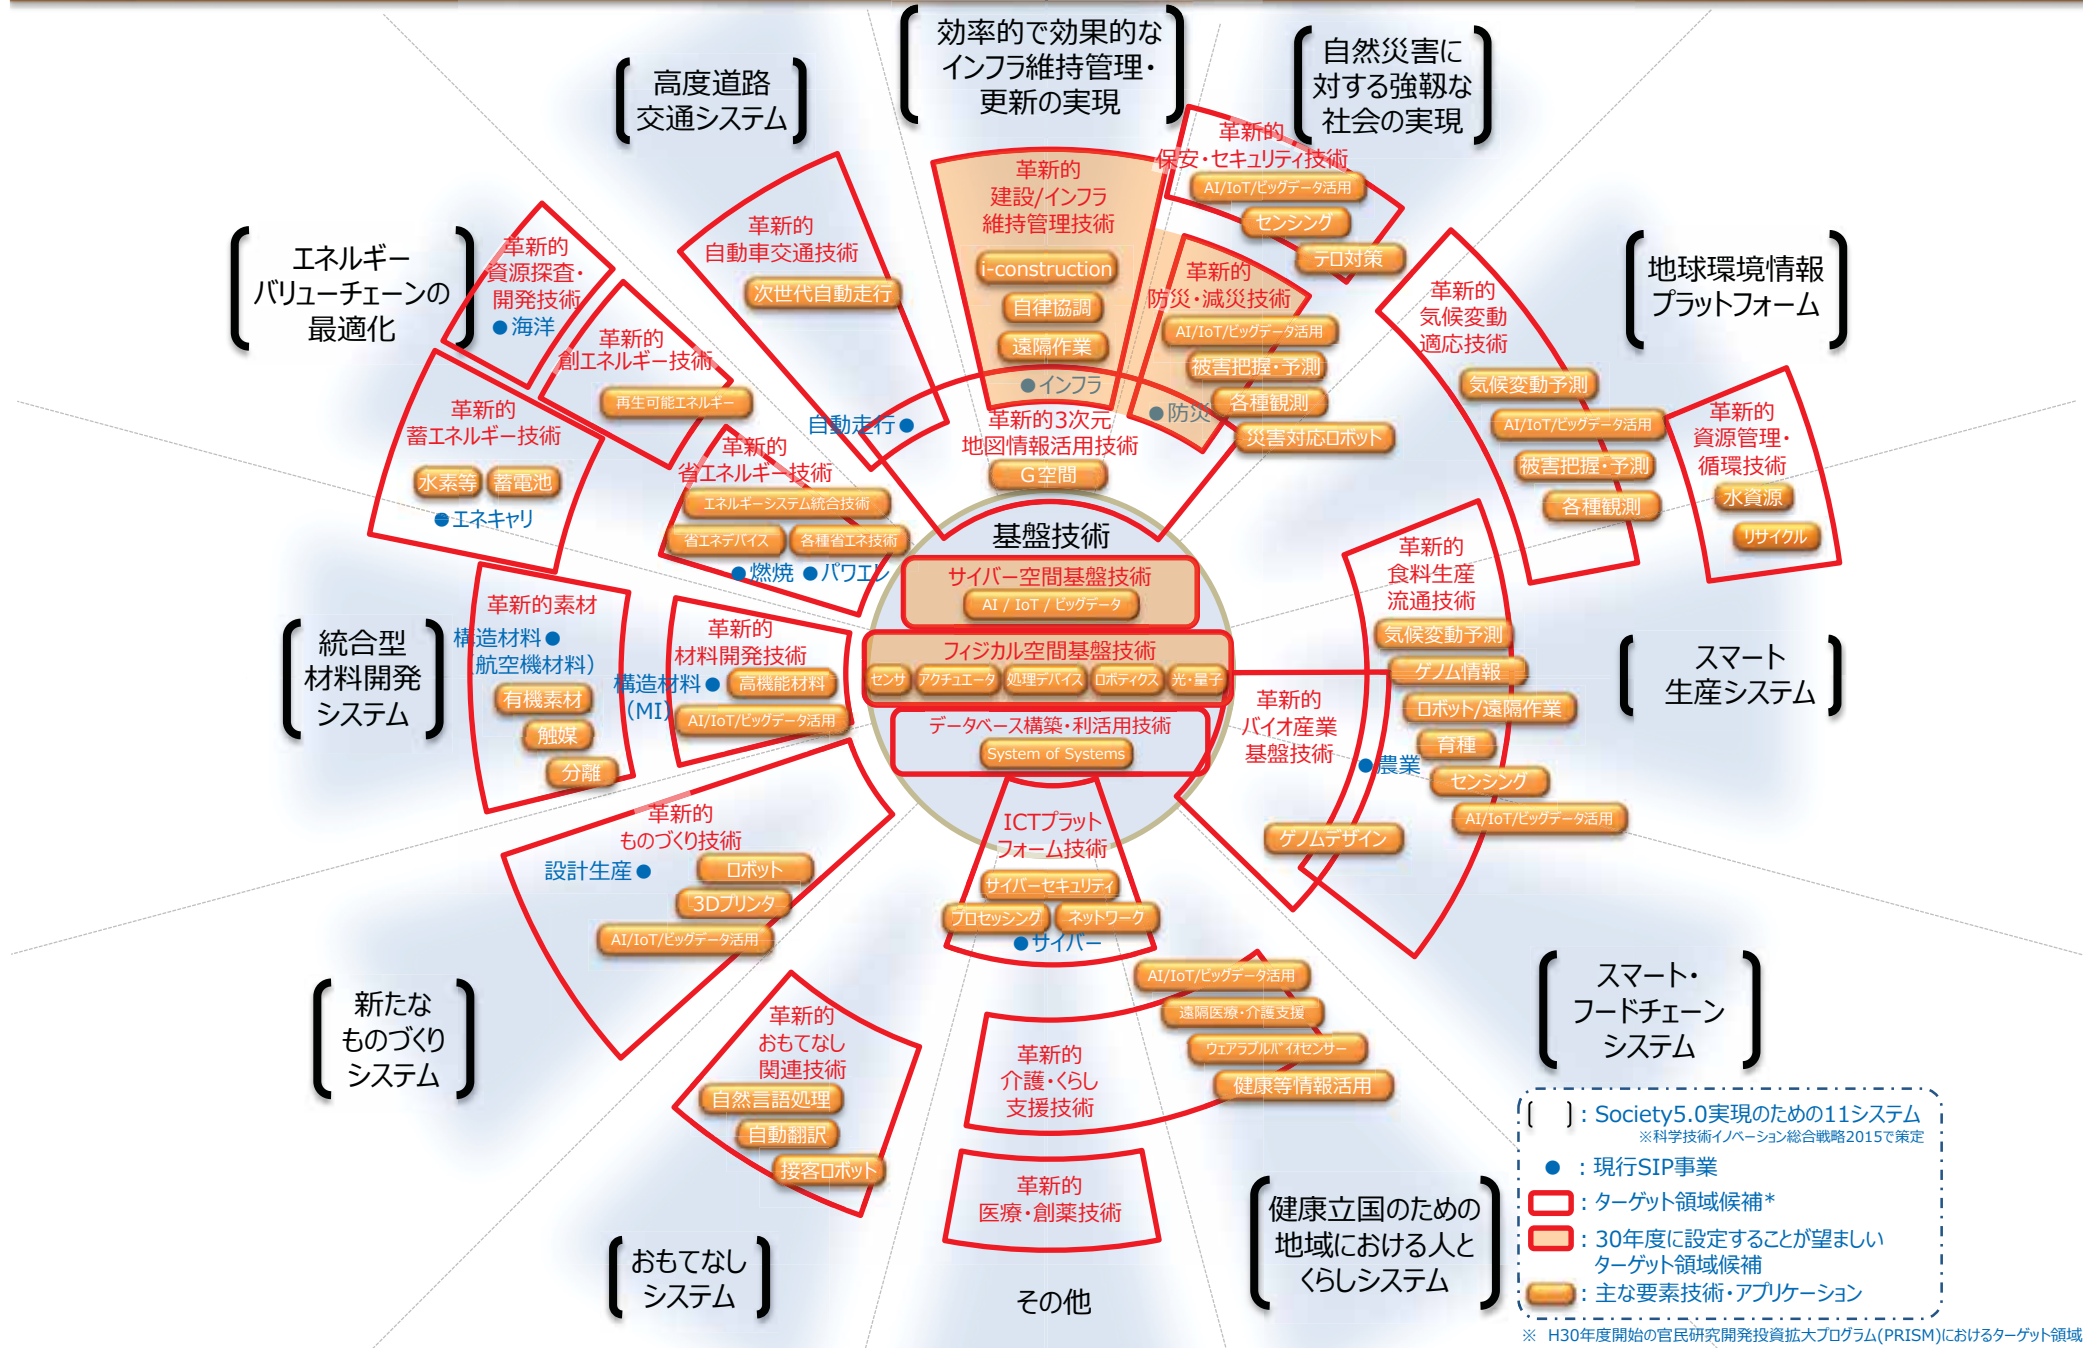 効率的で効果的な
インフラ維持管理・
更新の実現
自然災害に
対する強靱な
社会の実現
高度道路
交通システム
エネルギー
バリューチェーンの
最適化
地球環境情報
プラットフォーム
革新的
保安・セキュリティ技術
AI/IoT/ビッグデータ活用
センシング
テロ対策
革新的
建設/インフラ
維持管理技術
i-construction
自律協調
遠隔作業
●インフラ
革新的
防災・減災技術
AI/IoT/ビッグデータ活用
被害把握・予測
各種観測
●防災
災害対応ロボット
革新的
自動車交通技術
次世代自動走行
自動走行●
革新的3次元
地図情報活用技術
G空間
革新的
資源探査・
開発技術
●海洋
革新的
創エネルギー技術
再生可能エネルギー
革新的
蓄エネルギー技術
水素等
蓄電池
●エネキャリ
革新的
省エネルギー技術
エネルギーシステム統合技術
省エネデバイス
各種省エネ技術
●燃焼 ●パワエレ
革新的
気候変動
適応技術
気候変動予測
AI/IoT/ビッグデータ活用
被害把握・予測
各種観測
革新的
資源管理・
循環技術
水資源
リサイクル
基盤技術
サイバー空間基盤技術
AI / IoT / ビッグデータ
フィジカル空間基盤技術
センサ
アクチュエータ
処理デバイス
ロボティクス
光・量子
データベース構築・利活用技術
System of Systems
統合型
材料開発
システム
革新的素材
構造材料●
(航空機材料)
有機素材
触媒
分離
革新的
材料開発技術
構造材料●
(MI)
高機能材料
AI/IoT/ビッグデータ活用
革新的
食料生産
流通技術
気候変動予測
ゲノム情報
ロボット/遠隔作業
育種
センシング
AI/IoT/ビッグデータ活用
スマート
生産システム
革新的
バイオ産業
基盤技術
●農業
ゲノムデザイン
革新的
ものづくり技術
設計生産●
ロボット
3Dプリンタ
AI/IoT/ビッグデータ活用
ICTプラット
フォーム技術
サイバーセキュリティ
プロセッシング
ネットワーク
●サイバー
新たな
ものづくり
システム
革新的
おもてなし
関連技術
自然言語処理
自動翻訳
接客ロボット
おもてなし
システム
AI/IoT/ビッグデータ活用
遠隔医療・介護支援
ウェアラブルバイオセンサー
健康等情報活用
革新的
介護・くらし
支援技術
革新的
医療・創薬技術
その他
健康立国のための
地域における人と
くらしシステム
スマート・
フードチェーン
システム
[ ]：Society5.0実現のための11システム
※科学技術イノベーション総合戦略2015で策定
●：現行SIP事業
：ターゲット領域候補*
：30年度に設定することが望ましい
ターゲット領域候補
：主な要素技術・アプリケーション
※ H30年度開始の官民研究開発投資拡大プログラム(PRISM)におけるターゲット領域